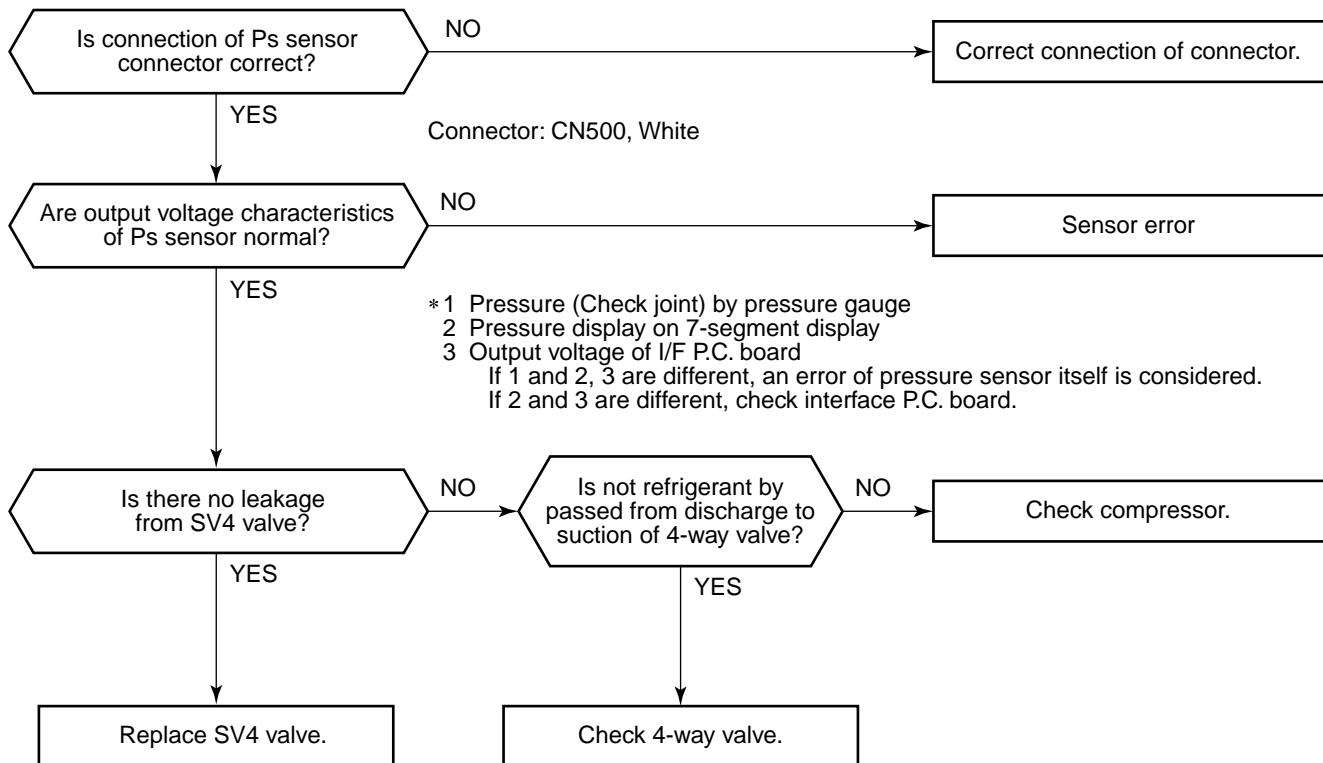 Is connection of Ps sensor
connector correct?
NO
Correct connection of connector.
YES
Connector: CN500, White
Are output voltage characteristics
of Ps sensor normal?
NO
Sensor error
YES
*1 Pressure (Check joint) by pressure gauge
2 Pressure display on 7-segment display
3 Output voltage of I/F P.C. board
If 1 and 2, 3 are different, an error of pressure sensor itself is considered.
If 2 and 3 are different, check interface P.C. board.
Is there no leakage
from SV4 valve?
NO
Is not refrigerant by
passed from discharge to
suction of 4-way valve?
NO
Check compressor.
YES
YES
Replace SV4 valve.
Check 4-way valve.